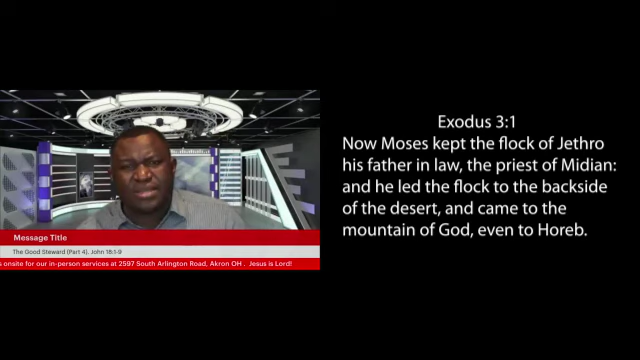 Message Title
The Good Steward (Part 4), John 18:1-9
s onsite for our in-person services at 2597 South Arlington Road, Akron OH . Jesus is Lord!
Exodus 3:1
Now Moses kept the flock of Jethro
his father in law, the priest of Midian:
and he led the flock to the backside
of the desert, and came to the
mountain of God, even to Horeb.